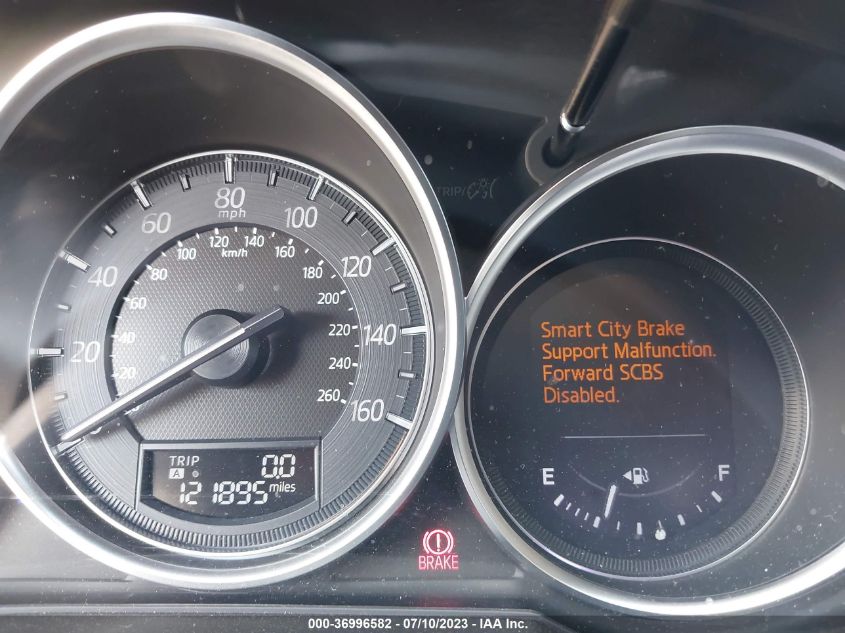 80
mph
60
100
40
120
20
140
160
100
120
140
160
80
km/h
180
60
200
40
220
20
240
260
TRIP
A
0.0
121895 miles
TRIP/
Smart City Brake
Support Malfunction.
Forward SCBS
Disabled.
E
F
BRAKE
000-36996582 - 07/10/2023 - IAA Inc.